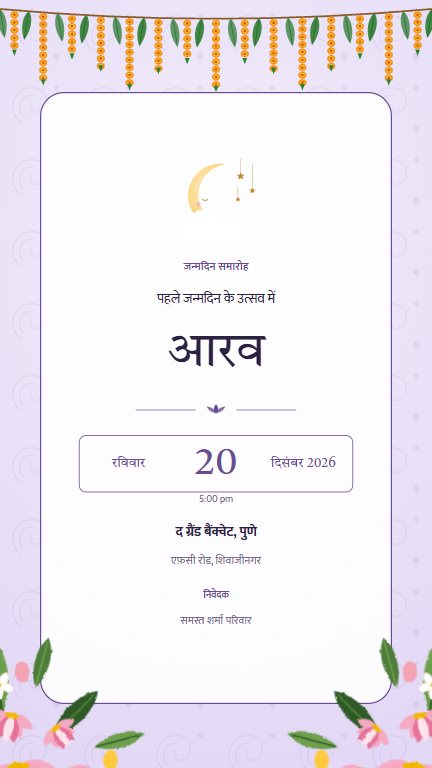 जन्मदिन समारोह
पहले जन्मदिन के उत्सव में
आरव
रविवार 20 दिसंबर 2026
5:00 pm
द ग्रैंड बैंक्वेट, पुणे
एफ़सी रोड, शिवाजीनगर
निवेदक
समस्त शर्मा परिवार